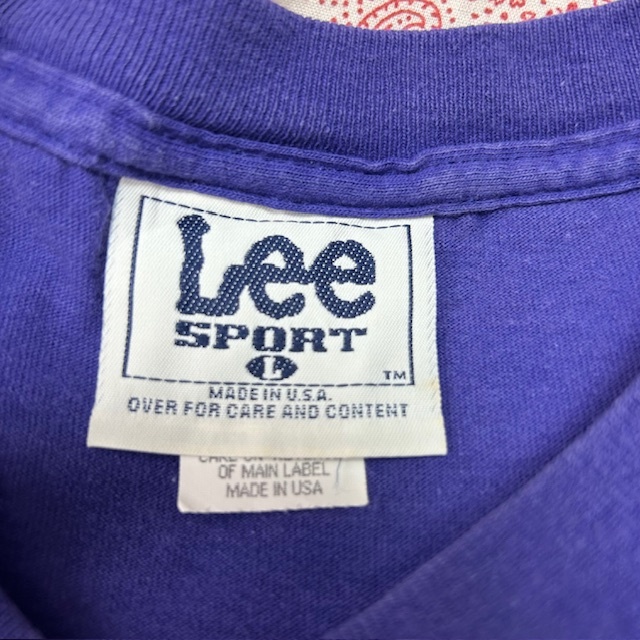 Lee
SPORT
TM
MADE IN U.S.A.
OVER FOR CARE AND CONTENT
OF MAIN LABEL
MADE IN USA